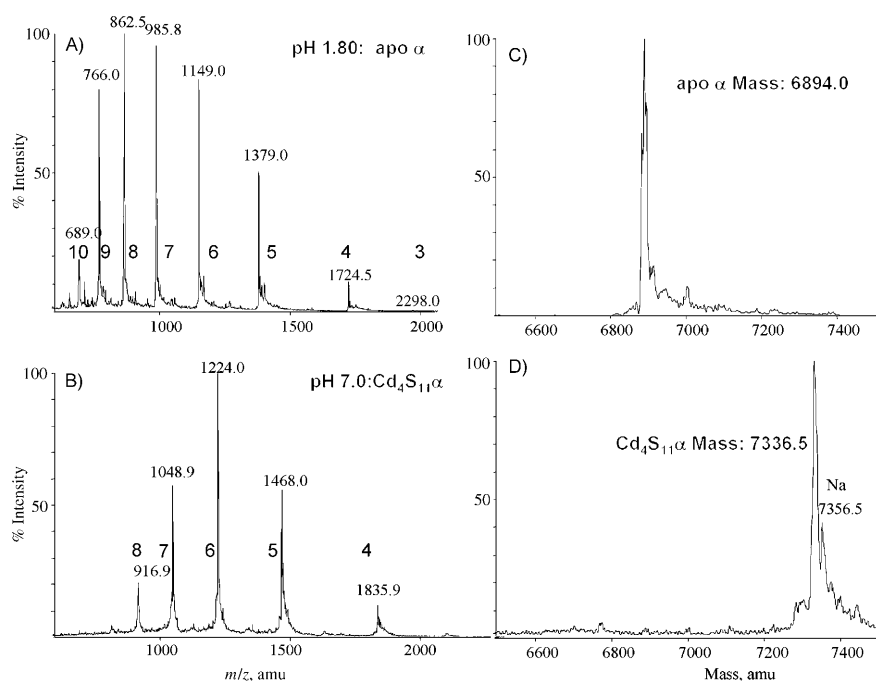 A)
pH 1.80: apo α
100
50
% Intensity
689.0
766.0
862.5
985.8
1149.0
1379.0
1724.5
2298.0
10 9 8 7 6 5 4 3
1000 1500 2000
C)
apo α Mass: 6894.0
100
50
6600 6800 7000 7200 7400
B)
pH 7.0:Cd4S11α
100
50
% Intensity
916.9
1048.9
1224.0
1468.0
1835.9
8 7 6 5 4
1000 1500 2000
m/z, amu
D)
Cd4S11α Mass: 7336.5
Na
7356.5
100
50
6600 6800 7000 7200 7400
Mass, amu